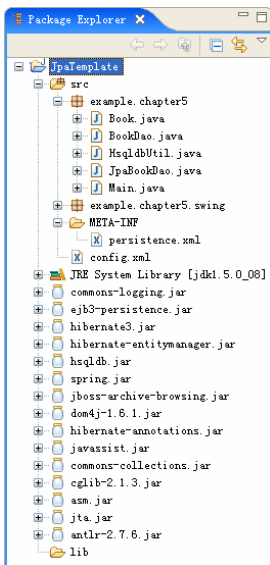 Package Explorer
JpaTemplate
src
example.chapter5
Book.java
BookDao.java
HsqldbUtil.java
JpaBookDao.java
Main.java
example.chapter5.swing
META-INF
persistence.xml
config.xml
JRE System Library [jdk1.5.0_08]
commons-logging.jar
ejb3-persistence.jar
hibernate3.jar
hibernate-entitymanager.jar
hsqldb.jar
spring.jar
jboss-archive-browsing.jar
dom4j-1.6.1.jar
hibernate-annotations.jar
javassist.jar
commons-collections.jar
cglib-2.1.3.jar
asm.jar
jta.jar
antlr-2.7.6.jar
lib